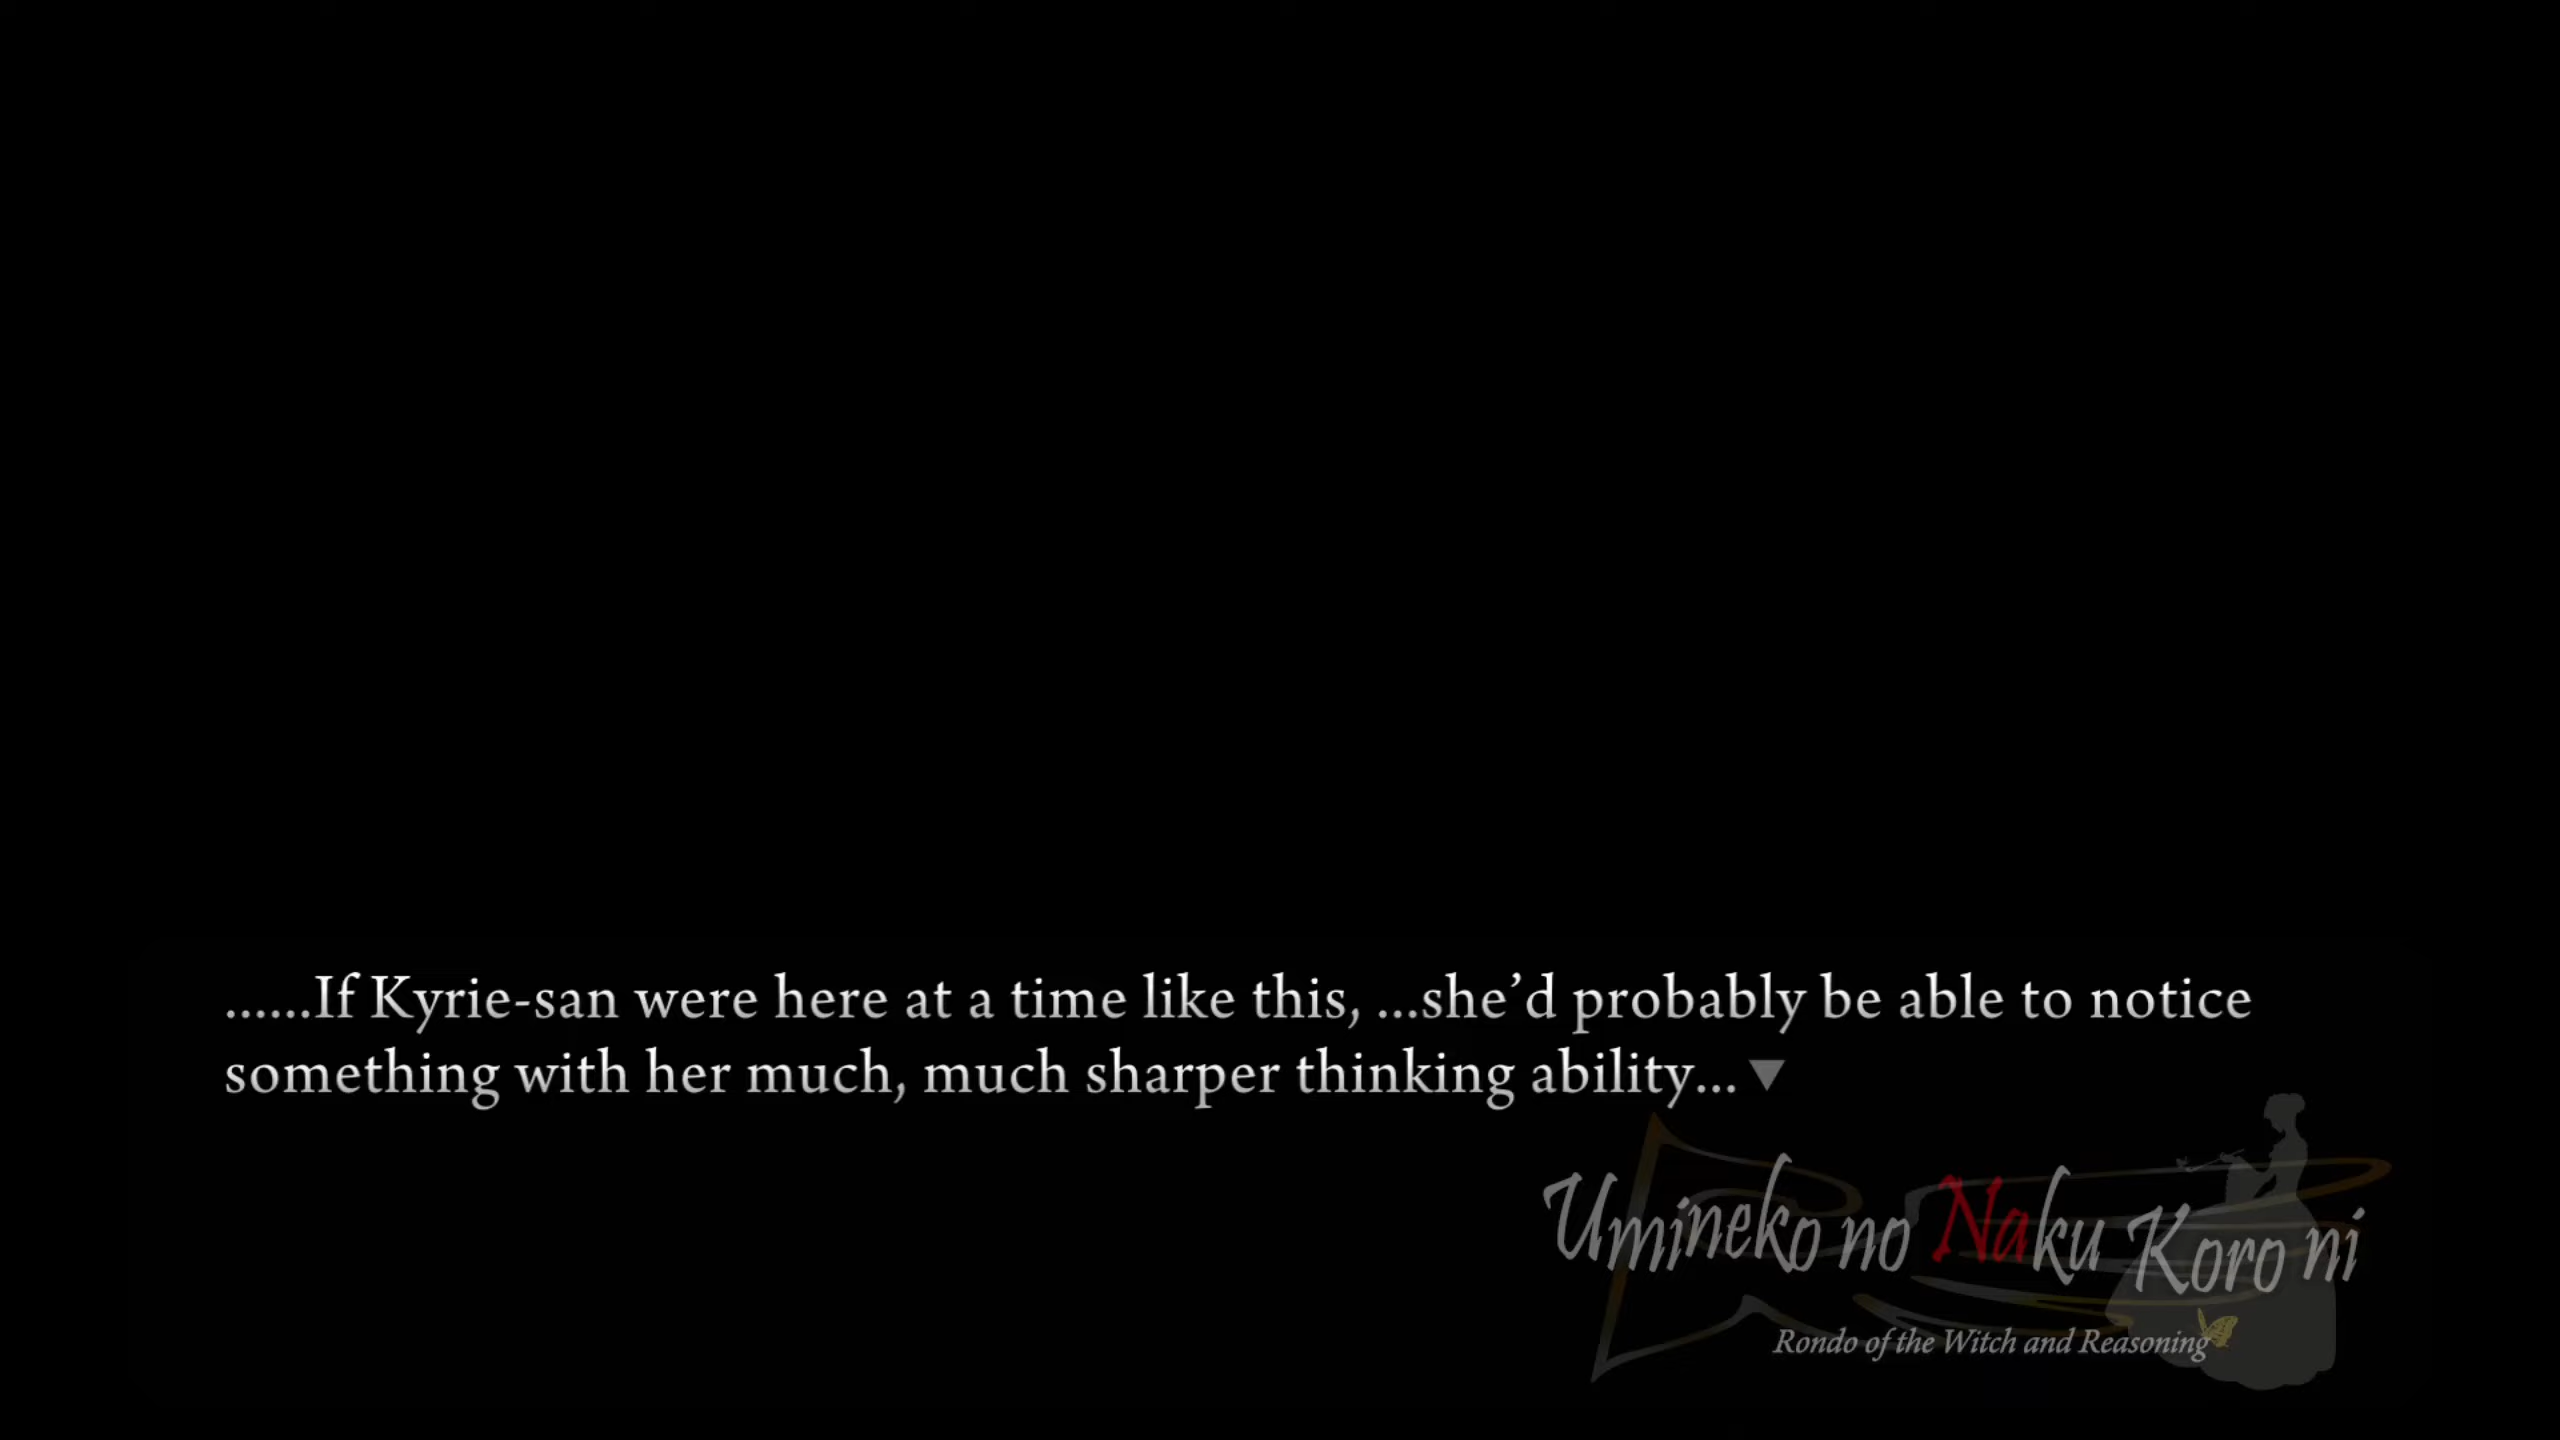 ......If Kyrie-san were here at a time like this, ...she’d probably be able to notice
something with her much, much sharper thinking ability...
Umineko no Naku Koro ni
Rondo of the Witch and Reasoning